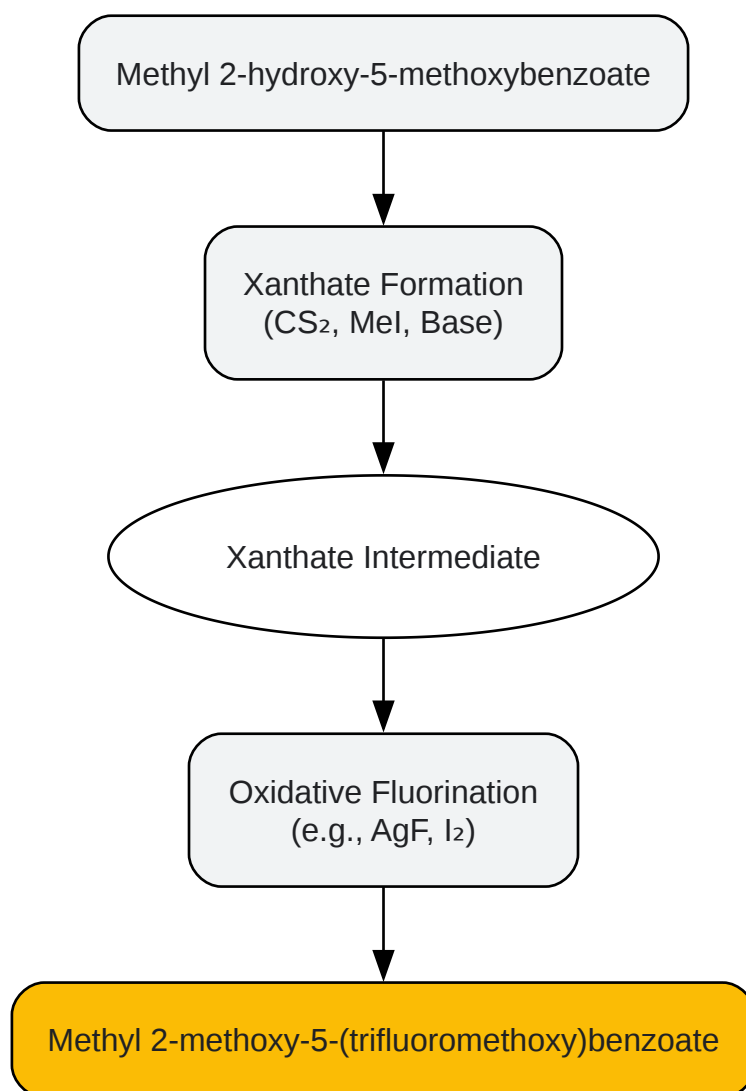 Methyl 2-hydroxy-5-methoxybenzoate
Xanthate Formation
(CS₂, MeI, Base)
Xanthate Intermediate
Oxidative Fluorination
(e.g., AgF, I₂)
Methyl 2-methoxy-5-(trifluoromethoxy)benzoate